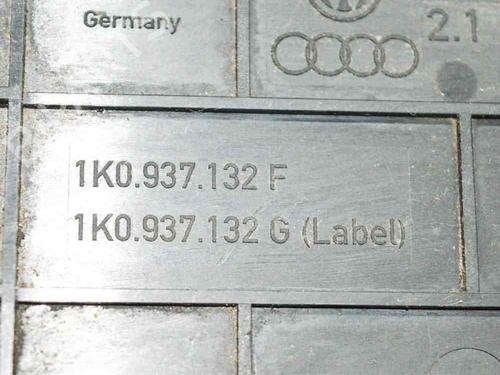 Germany
2.1
1K0.937.132 F
1K0.937.132 G (Label)